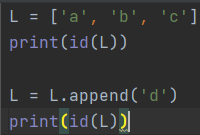 L = ['a', 'b', 'c']
print(id(L))
L = L.append('d')
print(id(L))